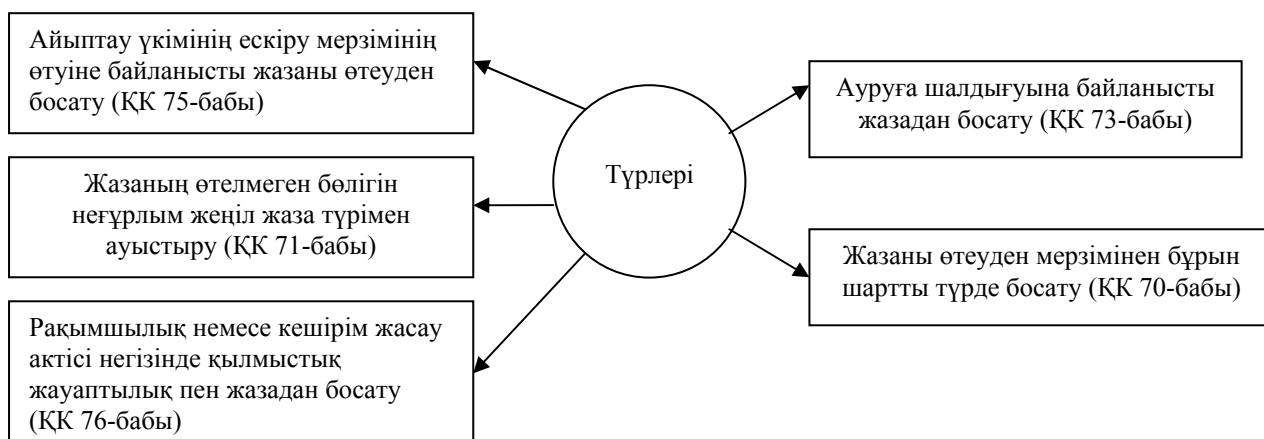 Айыптау үкімінің ескіру мерзімінің
өтуіне байланысты жазаны өтеуден
босату (ҚК 75-бабы)
Жазаның өтелмеген бөлігін
неғұрлым жеңіл жаза түрімен
ауыстыру (ҚК 71-бабы)
Рақымшылық немесе кешірім жасау
актісі негізінде қылмыстық
жауаптылық пен жазадан босату
(ҚК 76-бабы)
Түрлері
Ауруға шалдығуына байланысты
жазадан босату (ҚК 73-бабы)
Жазаны өтеуден мерзімінен бұрын
шартты түрде босату (ҚК 70-бабы)